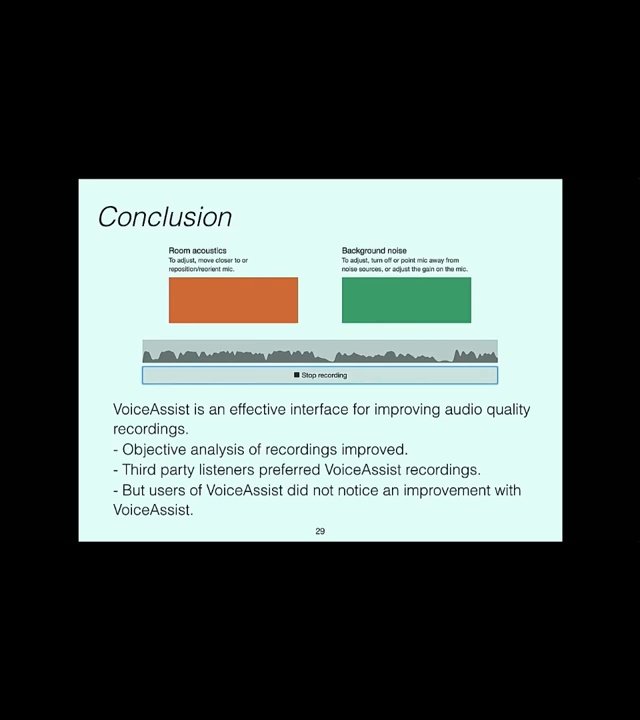 Conclusion
Room acoustics
To adjust, move closer to or
reposition/reorient mic.
Background noise
To adjust, turn off or point mic away from
noise sources, or adjust the gain on the mic.
Stop recording
VoiceAssist is an effective interface for improving audio quality
recordings.
- Objective analysis of recordings improved.
- Third party listeners preferred VoiceAssist recordings.
- But users of VoiceAssist did not notice an improvement with
VoiceAssist.
29